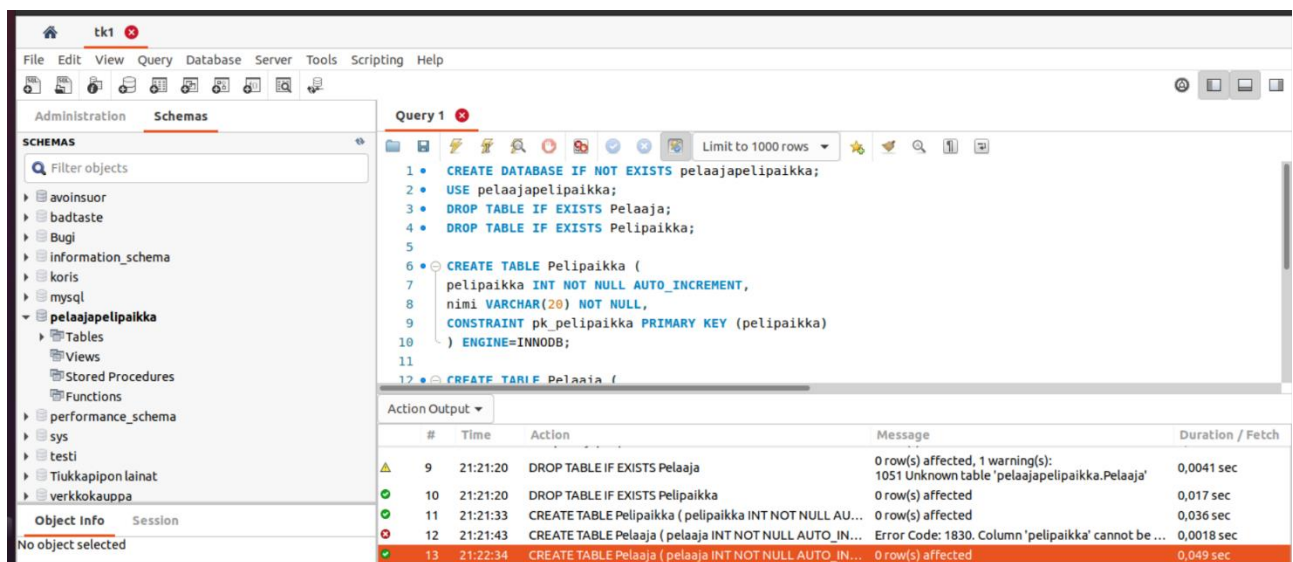 tk1
File Edit View Query Database Server Tools Scripting Help
Administration Schemas
SCHEMAS
Filter objects
avoinsuor
badtaste
Bugi
information_schema
koris
mysql
pelaajapelipaikka
Tables
Views
Stored Procedures
Functions
performance_schema
sys
testi
Tiukkapipon lainat
verkkokauppa
Object Info Session
No object selected
Query 1
Limit to 1000 rows
1 CREATE DATABASE IF NOT EXISTS pelaajapelipaikka;
2 USE pelaajapelipaikka;
3 DROP TABLE IF EXISTS Pelaaja;
4 DROP TABLE IF EXISTS Pelipaikka;
5
6 CREATE TABLE Pelipaikka (
7 pelipaikka INT NOT NULL AUTO_INCREMENT,
8 nimi VARCHAR(20) NOT NULL,
9 CONSTRAINT pk_pelipaikka PRIMARY KEY (pelipaikka)
10 ) ENGINE=INNODB;
11
12 CREATE TABLE Pelaaja (
Action Output
# Time Action Message Duration / Fetch
9 21:21:20 DROP TABLE IF EXISTS Pelaaja 0 row(s) affected, 1 warning(s): 0,0041 sec
1051 Unknown table 'pelaajapelipaikka.Pelaaja'
10 21:21:20 DROP TABLE IF EXISTS Pelipaikka 0 row(s) affected 0,017 sec
11 21:21:33 CREATE TABLE Pelipaikka ( pelipaikka INT NOT NULL AU... 0 row(s) affected 0,036 sec
12 21:21:43 CREATE TABLE Pelaaja ( pelaaja INT NOT NULL AUTO_IN... Error Code: 1830. Column 'pelipaikka' cannot be ... 0,0018 sec
13 21:22:34 CREATE TABLE Pelaaja ( pelaaja INT NOT NULL AUTO_IN... 0 row(s) affected 0,049 sec